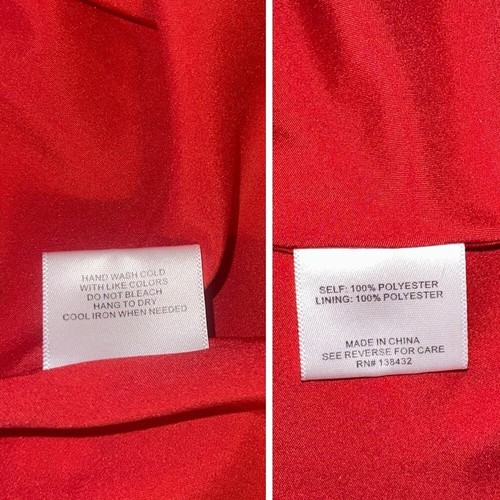 HAND WASH COLD
WITH LIKE COLORS
DO NOT BLEACH
HANG TO DRY
COOL IRON WHEN NEEDED
SELF: 100% POLYESTER
LINING: 100% POLYESTER
MADE IN CHINA
SEE REVERSE FOR CARE
RN# 138432